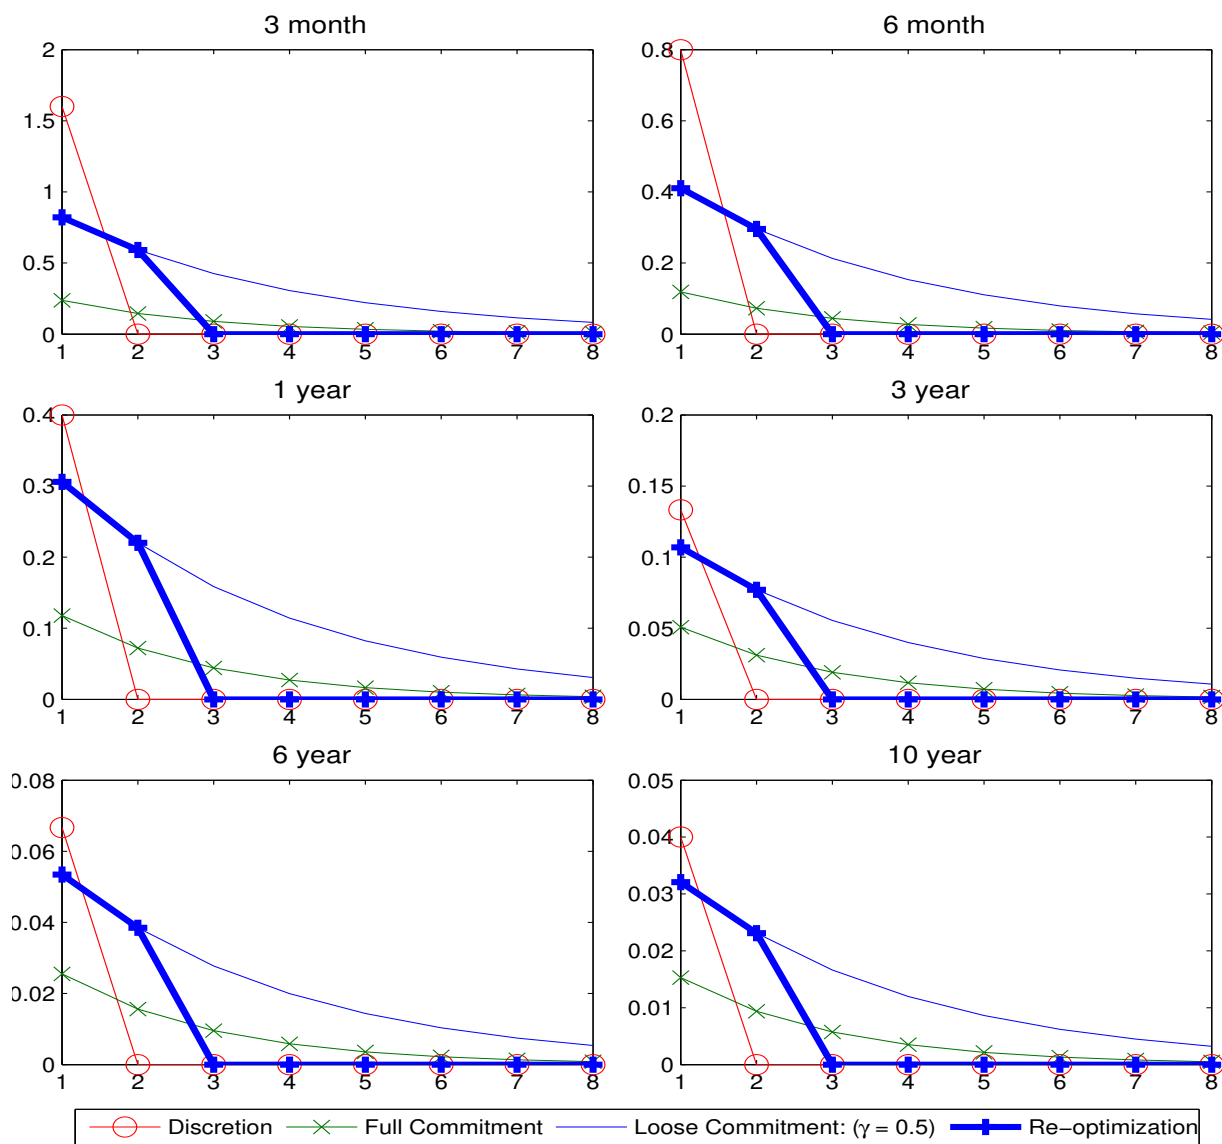 3 month
2
1.5
1
0.5
0
1 2 3 4 5 6 7 8
6 month
0.8
0.6
0.4
0.2
0
1 2 3 4 5 6 7 8
1 year
0.4
0.3
0.2
0.1
0
1 2 3 4 5 6 7 8
3 year
0.2
0.15
0.1
0.05
0
1 2 3 4 5 6 7 8
6 year
0.08
0.06
0.04
0.02
0
1 2 3 4 5 6 7 8
10 year
0.05
0.04
0.03
0.02
0.01
0
1 2 3 4 5 6 7 8
Discretion Full Commitment Loose Commitment: (γ = 0.5) Re−optimization